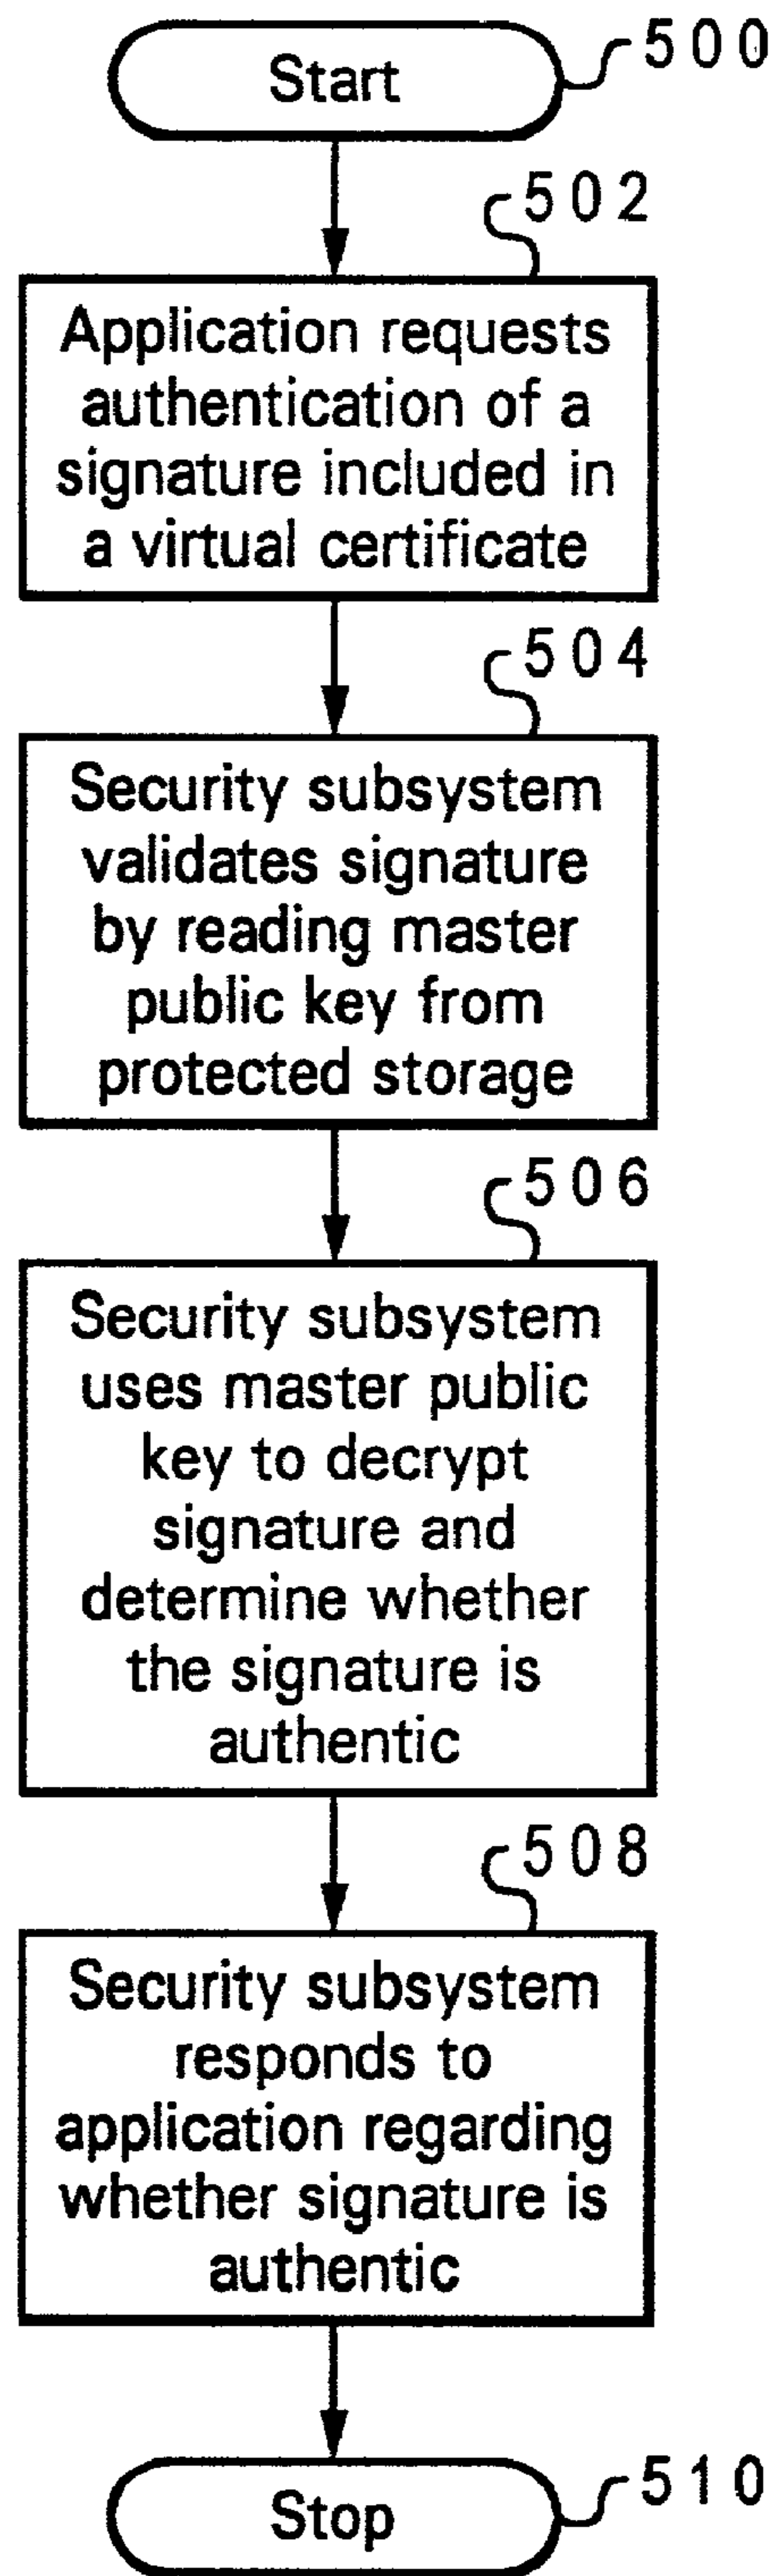 Start
500
502
Application requests
authentication of a
signature included in
a virtual certificate
504
Security subsystem
validates signature
by reading master
public key from
protected storage
506
Security subsystem
uses master public
key to decrypt
signature and
determine whether
the signature is
authentic
508
Security subsystem
responds to
application regarding
whether signature is
authentic
Stop
510